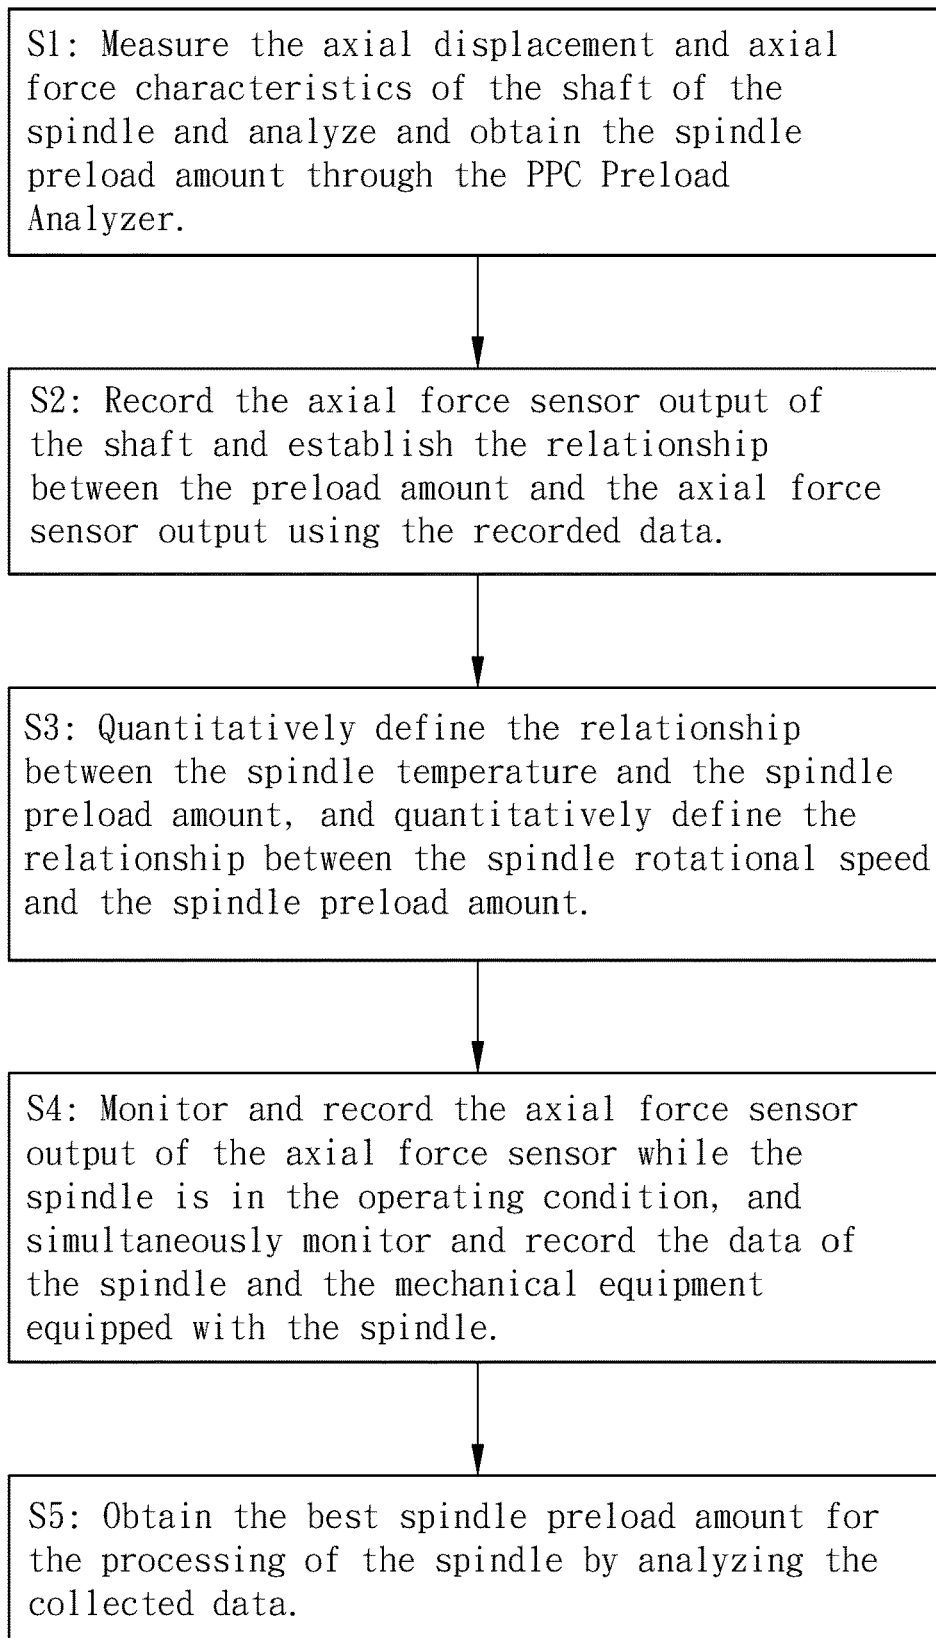 S1: Measure the axial displacement and axial
force characteristics of the shaft of the
spindle and analyze and obtain the spindle
preload amount through the PPC Preload
Analyzer.
S2: Record the axial force sensor output of
the shaft and establish the relationship
between the preload amount and the axial force
sensor output using the recorded data.
S3: Quantitatively define the relationship
between the spindle temperature and the spindle
preload amount, and quantitatively define the
relationship between the spindle rotational speed
and the spindle preload amount.
S4: Monitor and record the axial force sensor
output of the axial force sensor while the
spindle is in the operating condition, and
simultaneously monitor and record the data of
the spindle and the mechanical equipment
equipped with the spindle.
S5: Obtain the best spindle preload amount for
the processing of the spindle by analyzing the
collected data.